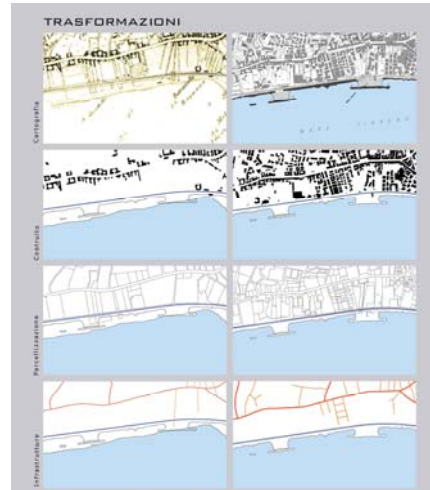 TRASFORMAZIONI
Cartografia
Costruito
Parcellizzazione
Infrastrutture